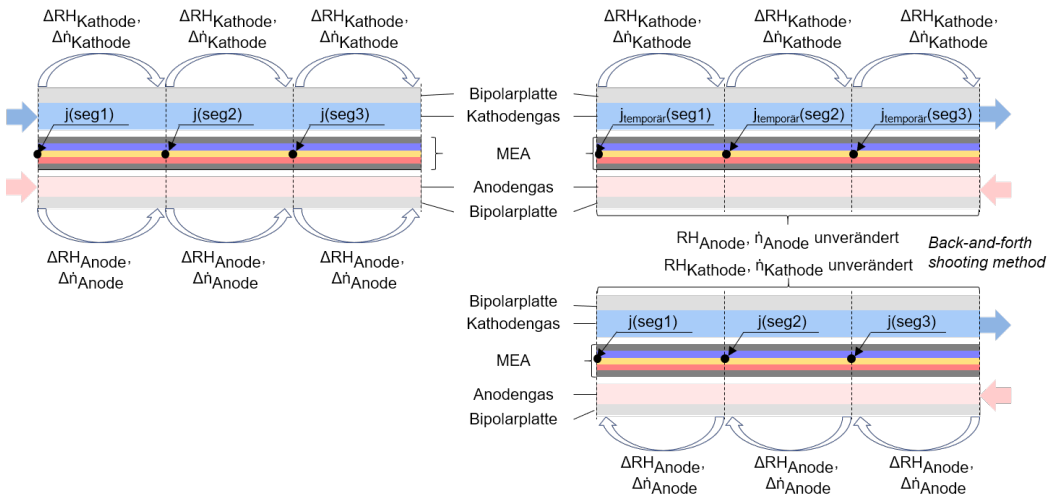 ΔRHKathode,
ΔṅKathode
ΔRHKathode,
ΔṅKathode
ΔRHKathode,
ΔṅKathode
j(seg1)
j(seg2)
j(seg3)
ΔRHAnode,
ΔṅAnode
ΔRHAnode,
ΔṅAnode
ΔRHAnode,
ΔṅAnode
Bipolarplatte
Kathodengas
MEA
Anodengas
Bipolarplatte
ΔRHKathode,
ΔṅKathode
ΔRHKathode,
ΔṅKathode
ΔRHKathode,
ΔṅKathode
jtemporär(seg1)
jtemporär(seg2)
jtemporär(seg3)
RHAnode, ṅAnode unverändert
RHKathode, ṅKathode unverändert
Back-and-forth
shooting method
Bipolarplatte
Kathodengas
MEA
Anodengas
Bipolarplatte
j(seg1)
j(seg2)
j(seg3)
ΔRHAnode,
ΔṅAnode
ΔRHAnode,
ΔṅAnode
ΔRHAnode,
ΔṅAnode